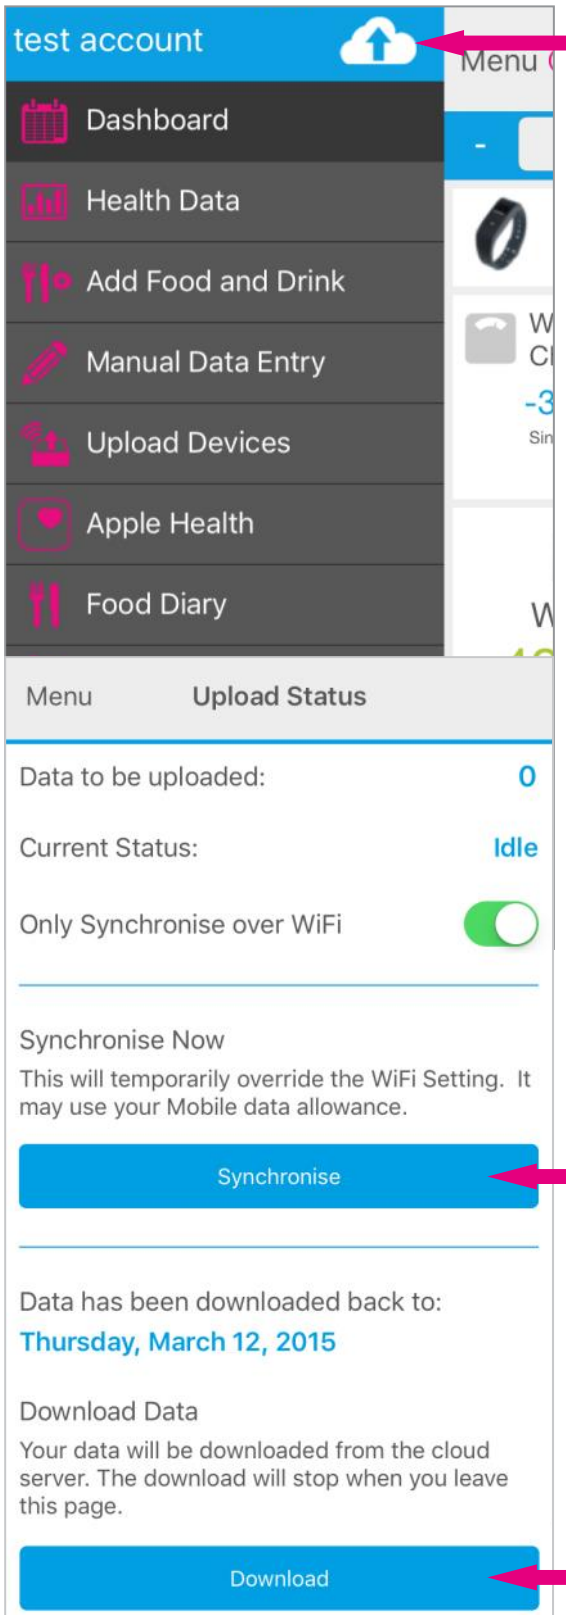 test account
Menu
Dashboard
-
Health Data
Add Food and Drink
Manual Data Entry
-3
Sin
Upload Devices
Apple Health
Food Diary
Menu
Upload Status
Data to be uploaded: 0
Current Status: Idle
Only Synchronise over WiFi
Synchronise Now
This will temporarily override the WiFi Setting. It
may use your Mobile data allowance.
Synchronise
Data has been downloaded back to:
Thursday, March 12, 2015
Download Data
Your data will be downloaded from the cloud
server. The download will stop when you leave
this page.
Download